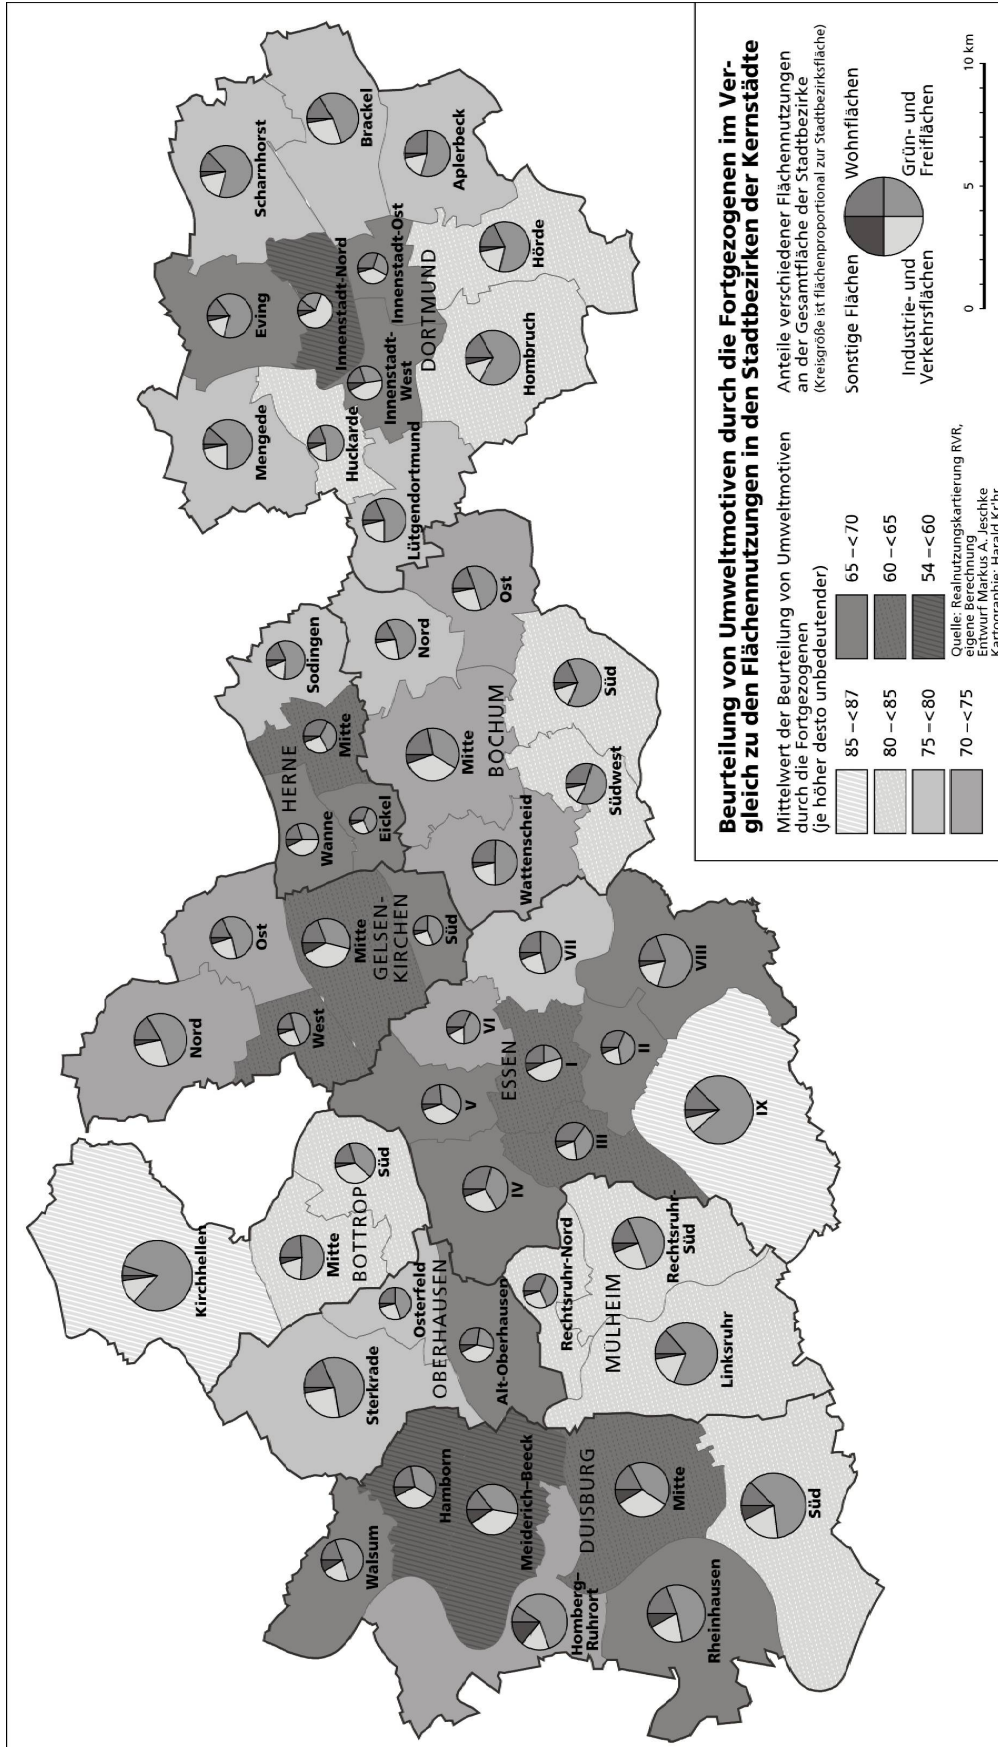 Beurteilung von Umweltmotiven durch die Fortgezogenen im Ver-
gleich zu den Flächennutzungen in den Stadtbezirken der Kernstädte
Mittelwert der Beurteilung von Umweltmotiven
durch die Fortgezogenen
(je höher desto unbedeutender)
85 –<87
80 –<85
75 –<80
70 –<75
65 –<70
60 –<65
54 –<60
Quelle: Realnutzungskartierung RVR,
eigene Berechnung
Entwurf Markus A. Jeschke
Kartographie: Harald
Anteile verschiedener Flächennutzungen
an der Gesamtfläche der Stadtbezirke
(Kreisgröße ist flächenproportional zur Stadtbezirksfläche)
Sonstige Flächen
Wohnflächen
Industrie- und
Verkehrsflächen
Grün- und
Freiflächen
0
5
10 km
Walsum
Hamborn
Meiderich–Beeck
Homberg–
Ruhrort
DUISBURG
Mitte
Rheinhausen
Süd
Sterkrade
Osterfeld
OBERHAUSEN
Alt-Oberhausen
Kirchhellen
Mitte
BOTTROP
Süd
Rechtsruhr-Nord
MÜLHEIM
Rechtsruhr-
Süd
Linksruhr
IV
V
VI
ESSEN
I
II
III
VII
VIII
IX
Nord
Ost
West
Mitte
GELSEN-
KIRCHEN
Süd
HERNE
Wanne
Eickel
Mitte
Sodingen
Wattenscheid
Mitte
BOCHUM
Nord
Ost
Süd
Südwest
Mengede
Eving
Scharnhorst
Brackel
Aplerbeck
Huckarde
Innenstadt-Nord
Innenstadt-
West
Innenstadt-Ost
DORTMUND
Lütgendortmund
Hombruch
Hörde